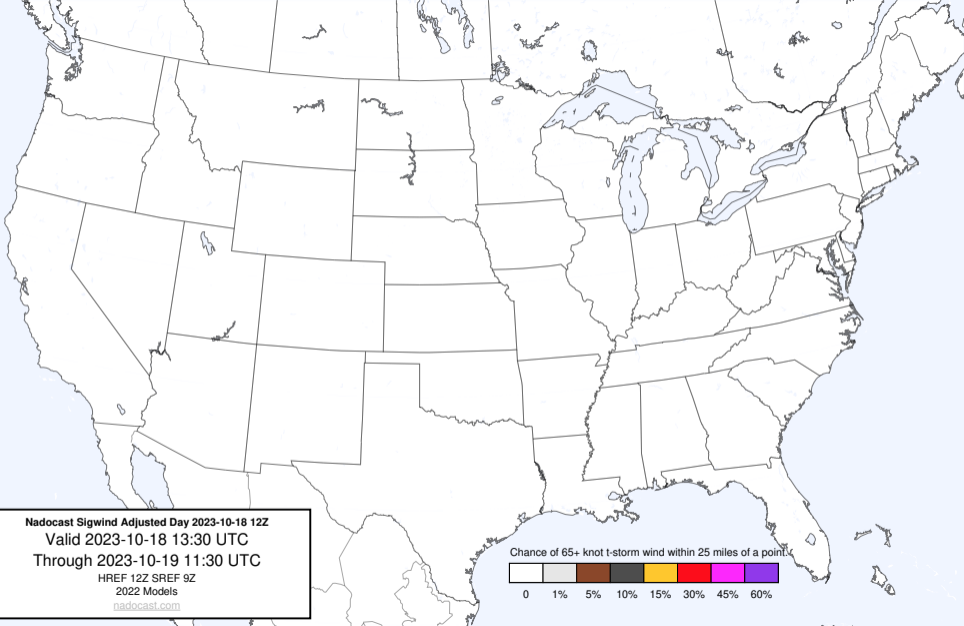 Nadocast Sigwind Adjusted Day 2023-10-18 12Z
Valid 2023-10-18 13:30 UTC
Through 2023-10-19 11:30 UTC
HREF 12Z SREF 9Z
2022 Models
nadocast.com
Chance of 65+ knot t-storm wind within 25 miles of a point.
0 1% 5% 10% 15% 30% 45% 60%